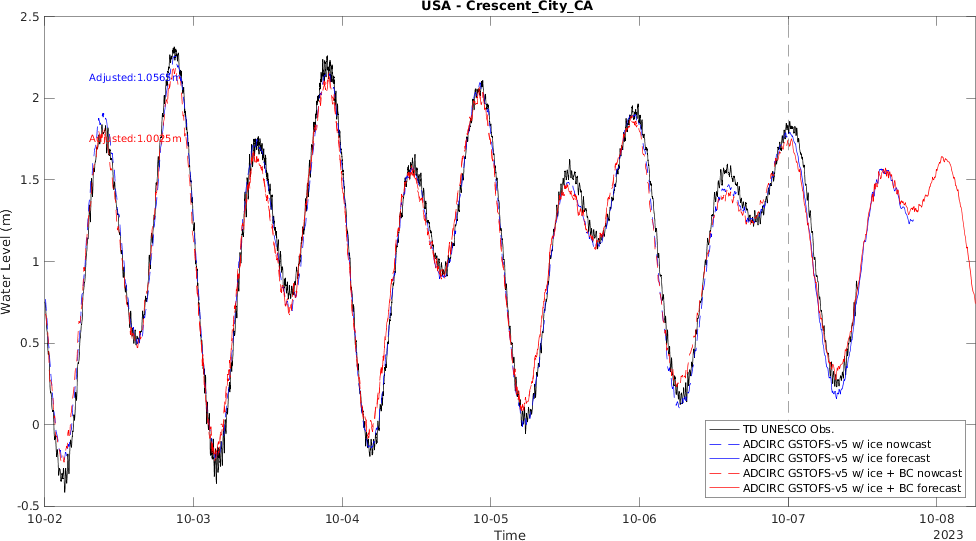 USA - Crescent_City_CA
2.5
2
1.5
1
0.5
0
-0.5
Water Level (m)
Adjusted:1.0565m
Adjusted:1.0025m
10-02
10-03
10-04
10-05
10-06
10-07
10-08
Time
2023
TD UNESCO Obs.
ADCIRC GSTOFS-v5 w/ ice nowcast
ADCIRC GSTOFS-v5 w/ ice forecast
ADCIRC GSTOFS-v5 w/ ice + BC nowcast
ADCIRC GSTOFS-v5 w/ ice + BC forecast